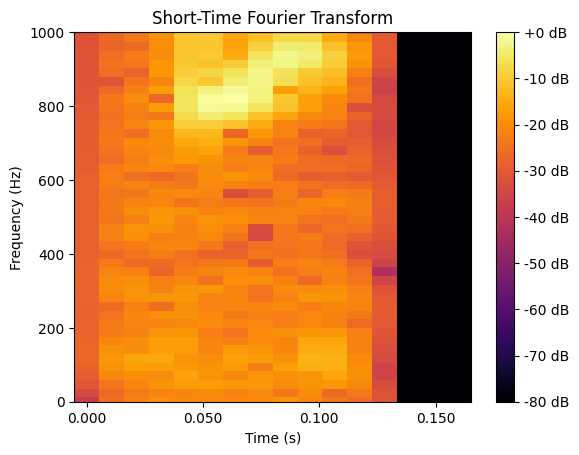 Short-Time Fourier Transform
Frequency (Hz)
1000
800
600
400
200
0
0.000
0.050
0.100
0.150
Time (s)
+0 dB
-10 dB
-20 dB
-30 dB
-40 dB
-50 dB
-60 dB
-70 dB
-80 dB